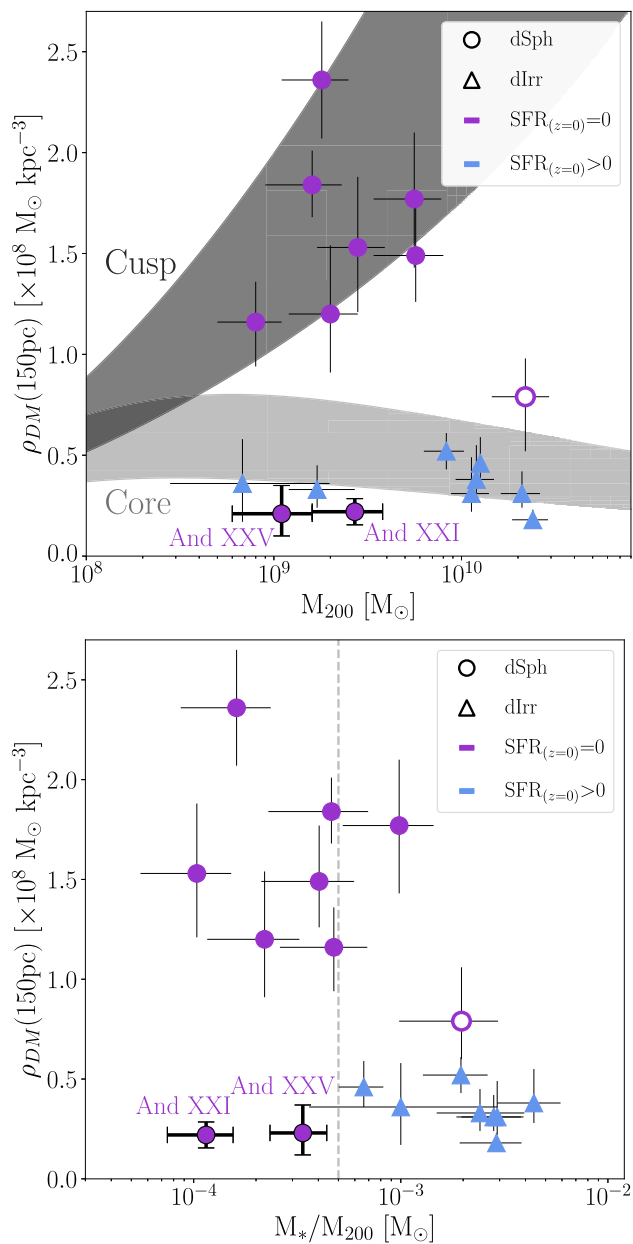 2.5
2.0
1.5
1.0
0.5
0.0
ρDM(150pc) [×10⁸ M⊙ kpc⁻³]
dSph
dIrr
SFR(z=0)=0
SFR(z=0)>0
Cusp
Core
And XXV
And XXI
10⁸ 10⁹ 10¹⁰
M200 [M⊙]
2.5
2.0
1.5
1.0
0.5
0.0
ρDM(150pc) [×10⁸ M⊙ kpc⁻³]
dSph
dIrr
SFR(z=0)=0
SFR(z=0)>0
And XXV
And XXI
10⁻⁴ 10⁻³ 10⁻²
M*/M200 [M⊙]